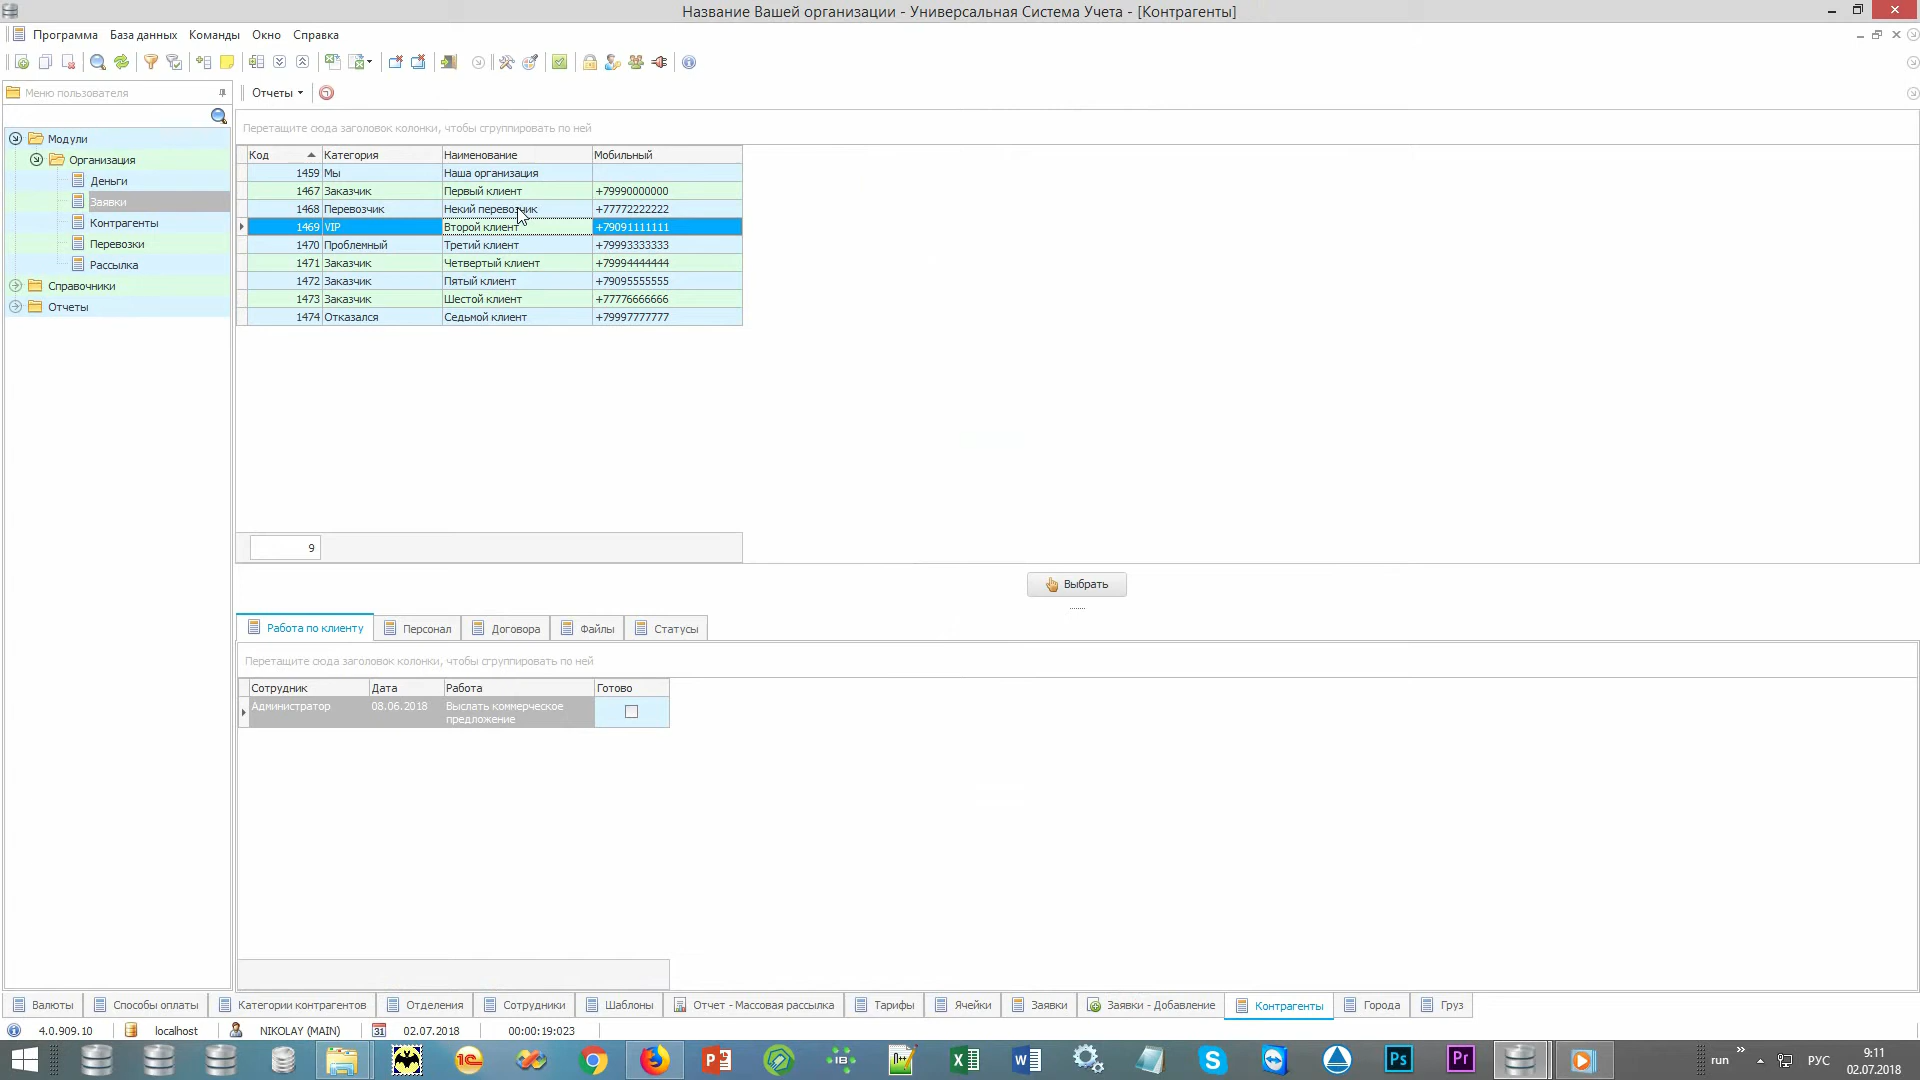 Название Вашей организации - Универсальная Система Учета - [Контрагенты]
Программа База данных Команды Окно Справка
Меню пользователя
Отчеты
Модули
Организация
Деньги
Заявки
Контрагенты
Перевозки
Рассылка
Справочники
Отчеты
Перетащите сюда заголовок колонки, чтобы сгруппировать по ней
Код Категория Наименование Мобильный
1459 Мы Наша организация
1467 Заказчик Первый клиент +79990000000
1468 Перевозчик Некий перевозчик +77772222222
1469 VIP Второй клиент +79091111111
1470 Проблемный Третий клиент +79993333333
1471 Заказчик Четвертый клиент +79994444444
1472 Заказчик Пятый клиент +79095555555
1473 Заказчик Шестой клиент +77776666666
1474 Отказался Седьмой клиент +79997777777
9
Выбрать
Работа по клиенту Персонал Договора Файлы Статусы
Перетащите сюда заголовок колонки, чтобы сгруппировать по ней
Сотрудник Дата Работа Готово
Администратор 08.06.2018 Выслать коммерческое
предложение
Валюты Способы оплаты Категории контрагентов Отделения Сотрудники Шаблоны Отчет - Массовая рассылка Тарифы Ячейки Заявки Заявки - Добавление Контрагенты Города Груз
4.0.909.10 localhost NIKOLAY (MAIN) 31 02.07.2018 00:00:19:023
run РУС 9:11
02.07.2018